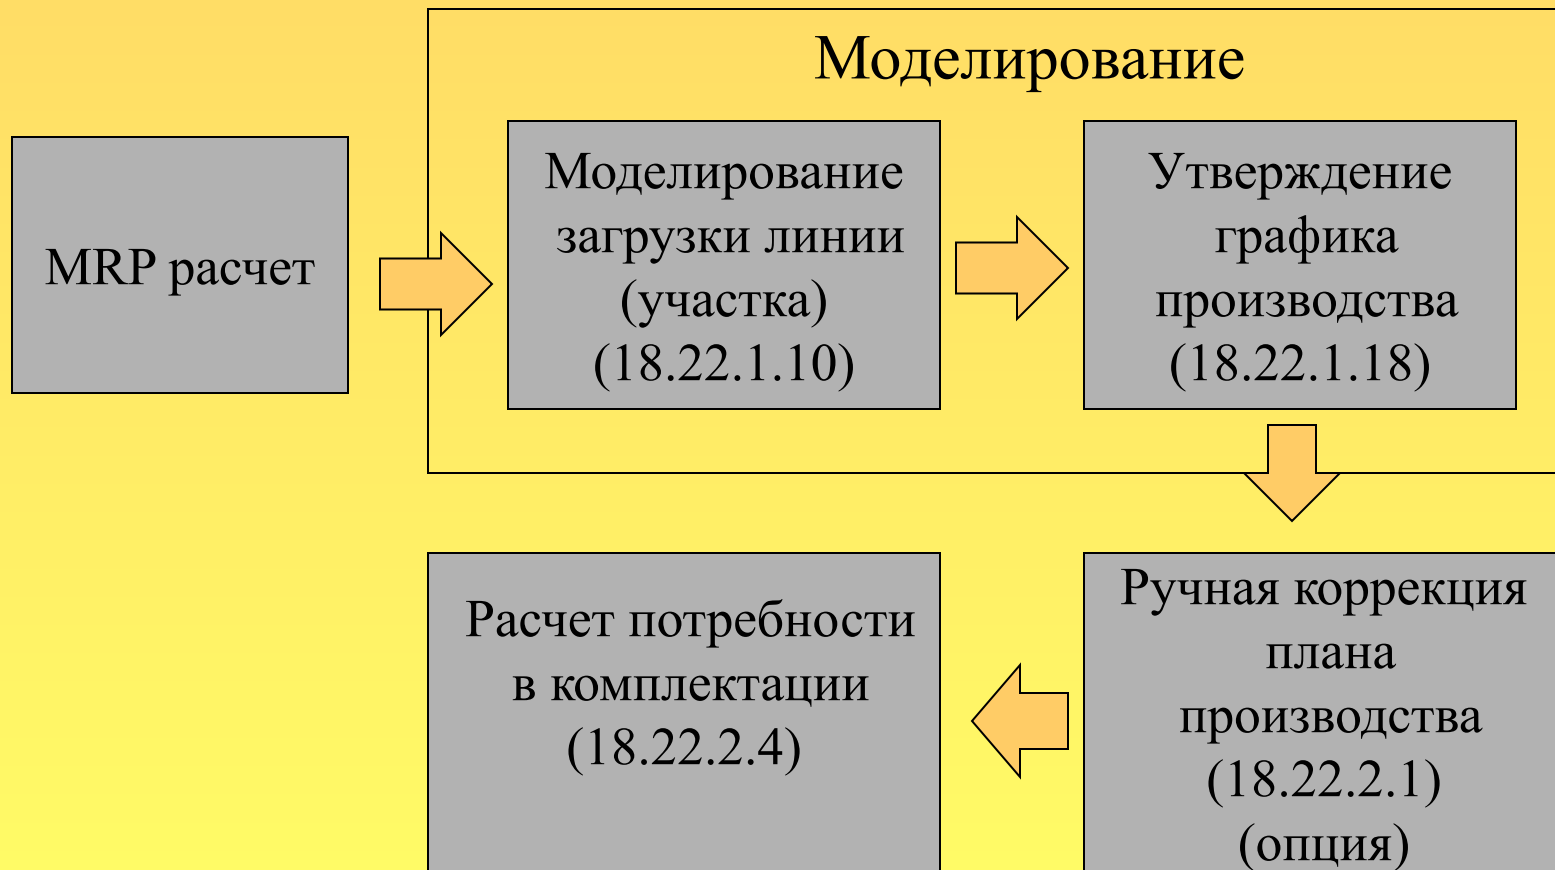 Моделирование
MRP расчет
Моделирование
загрузки линии
(участка)
(18.22.1.10)
Утверждение
графика
производства
(18.22.1.18)
Расчет потребности
в комплектации
(18.22.2.4)
Ручная коррекция
плана
производства
(18.22.2.1)
(опция)